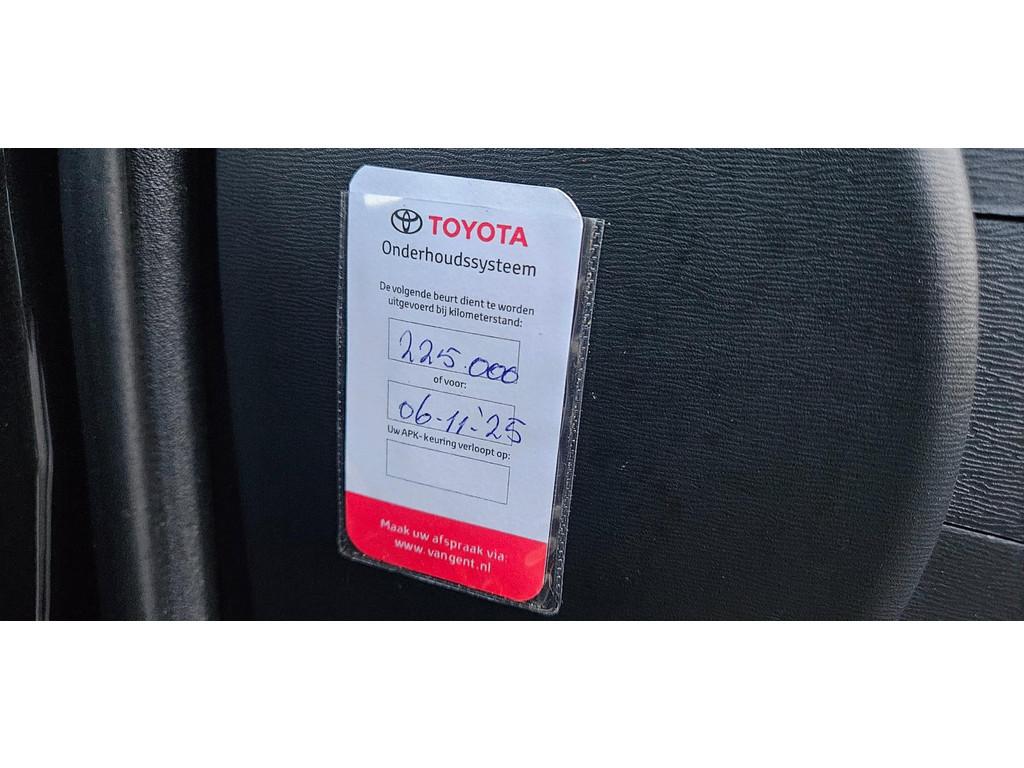 TOYOTA
Onderhoudssysteem
De volgende beurt dient te worden
uitgevoerd bij kilometerstand:
225.000
of voor:
06-11-'25
Uw APK-keuring verloopt op:
Maak uw afspraak via:
www.vangent.nl